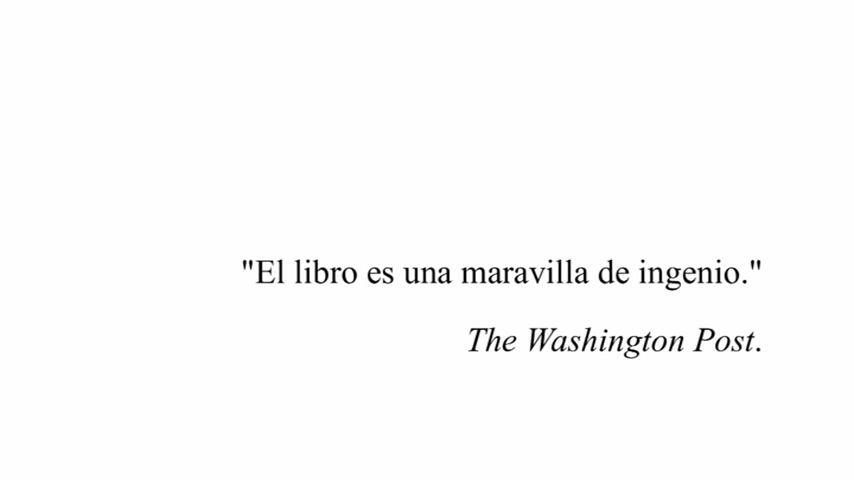 "El libro es una maravilla de ingenio."
The Washington Post.